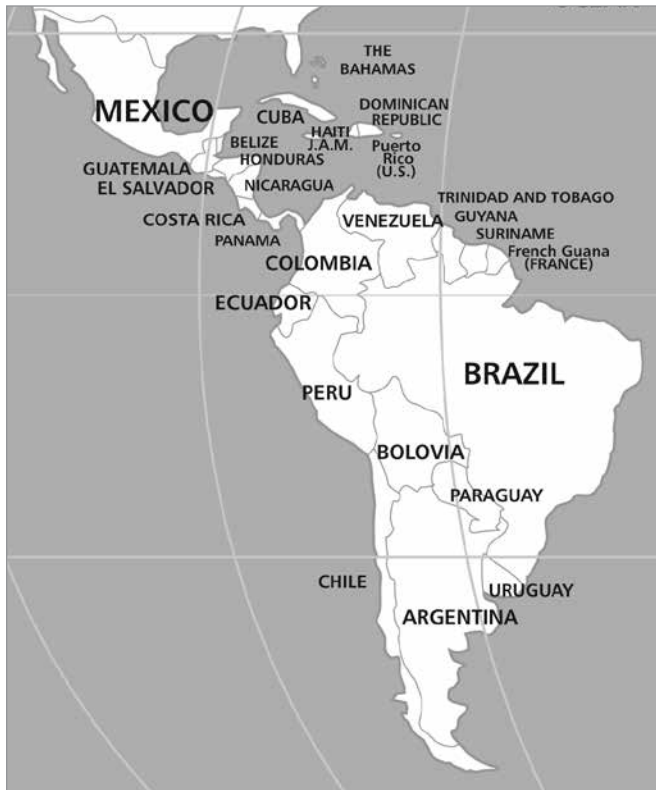 THE
BAHAMAS
MEXICO
CUBA
DOMINICAN
REPUBLIC
HAITI
J.A.M.
BELIZE
HONDURAS
Puerto
Rico
(U.S.)
GUATEMALA
EL SALVADOR
NICARAGUA
TRINIDAD AND TOBAGO
COSTA RICA
VENEZUELA
GUYANA
PANAMA
SURINAME
French Guana
(FRANCE)
COLOMBIA
ECUADOR
BRAZIL
PERU
BOLOVIA
PARAGUAY
CHILE
URUGUAY
ARGENTINA